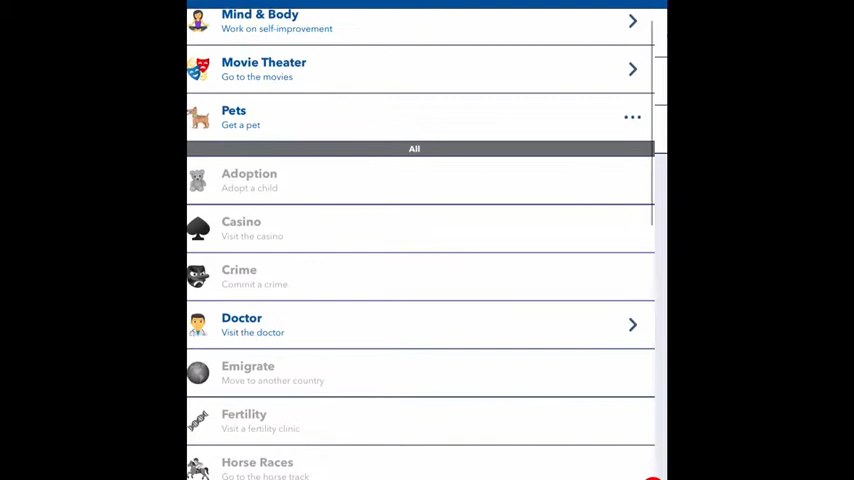 Mind & Body
Work on self-improvement
Movie Theater
Go to the movies
Pets
Get a pet
All
Adoption
Adopt a child
Casino
Visit the casino
Crime
Commit a crime
Doctor
Visit the doctor
Emigrate
Move to another country
Fertility
Visit a fertility clinic
Horse Races
Go to the horse track